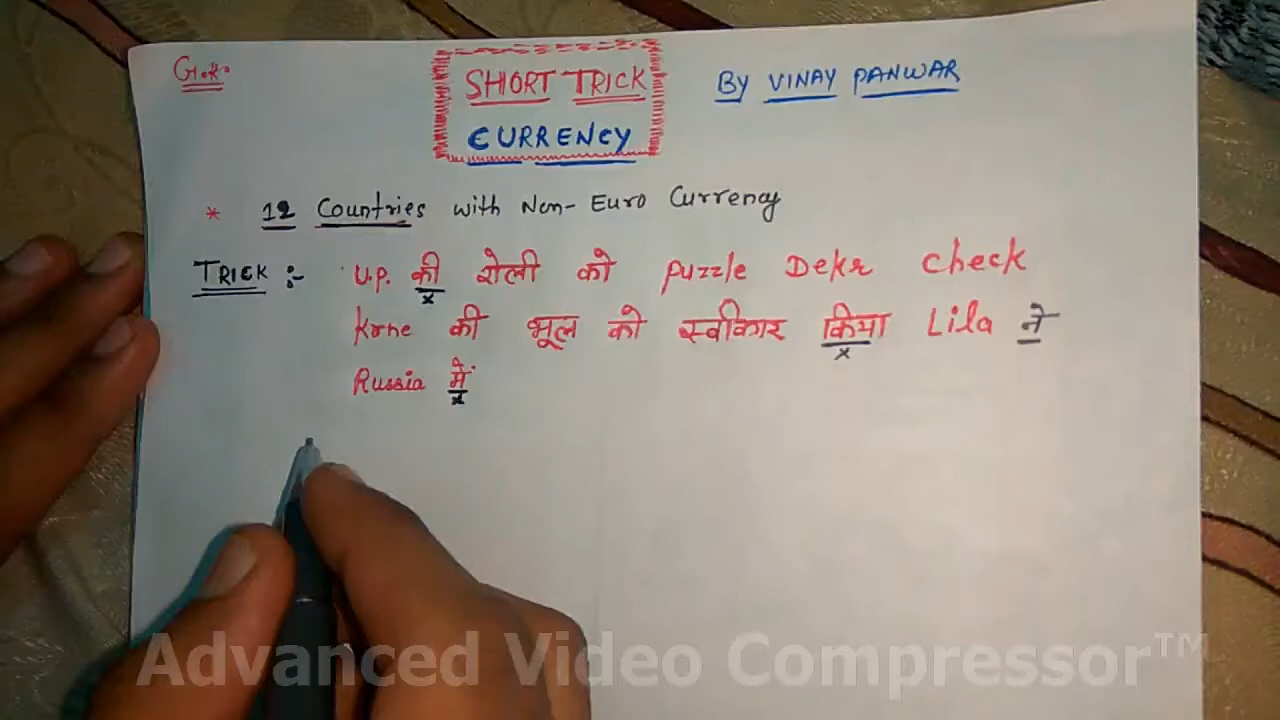 G.K.
SHORT TRICK
CURRENCY
BY VINAY PANWAR
* 12 Countries with Non-Euro Currency
TRICK :- U.P. की रोली को puzzle Dekr check
krne की भूल को स्वीकार किया Lila ने
Russia में
Advanced Video Compressor™